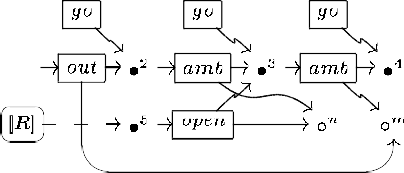 go go go
out •² amt •³ amt •⁴
[R] •⁵ open ∘ⁿ ∘ᵐ